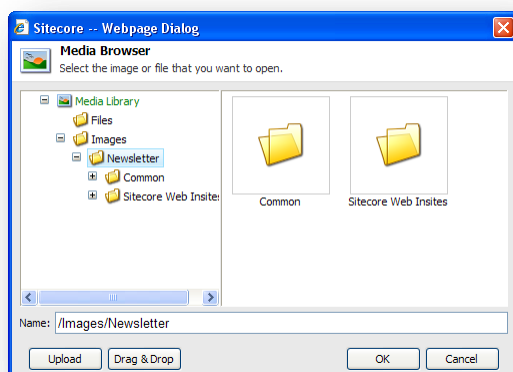 Sitecore -- Webpage Dialog
Media Browser
Select the image or file that you want to open.
Media Library
Files
Images
Newsletter
Common
Sitecore Web Insites
Common
Sitecore Web Insites
Name: /Images/Newsletter
Upload Drag & Drop OK Cancel